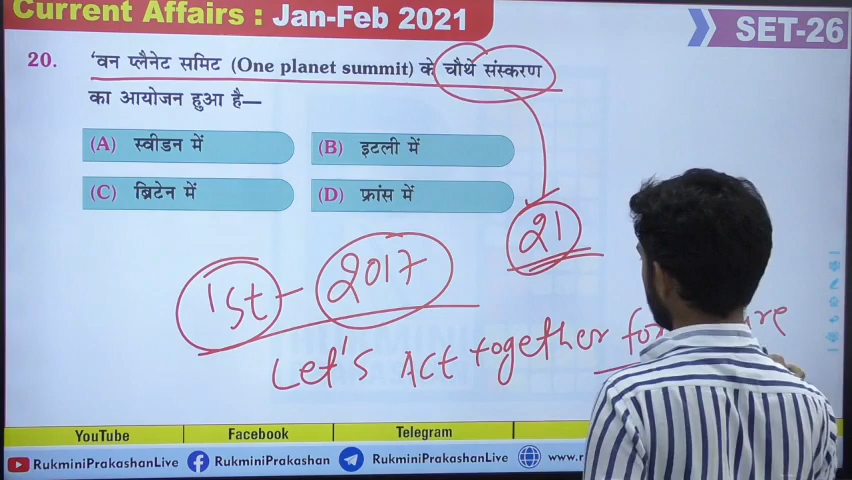 Current Affairs : Jan-Feb 2021
SET-26
20. 'वन प्लैनेट समिट (One planet summit) के चौथे संस्करण
का आयोजन हुआ है—
(A) स्वीडन में
(B) इटली में
(C) ब्रिटेन में
(D) फ्रांस में
21
1st - 2017
Let's Act together for
YouTube Facebook Telegram
RukminiPrakashanLive RukminiPrakashan RukminiPrakashanLive